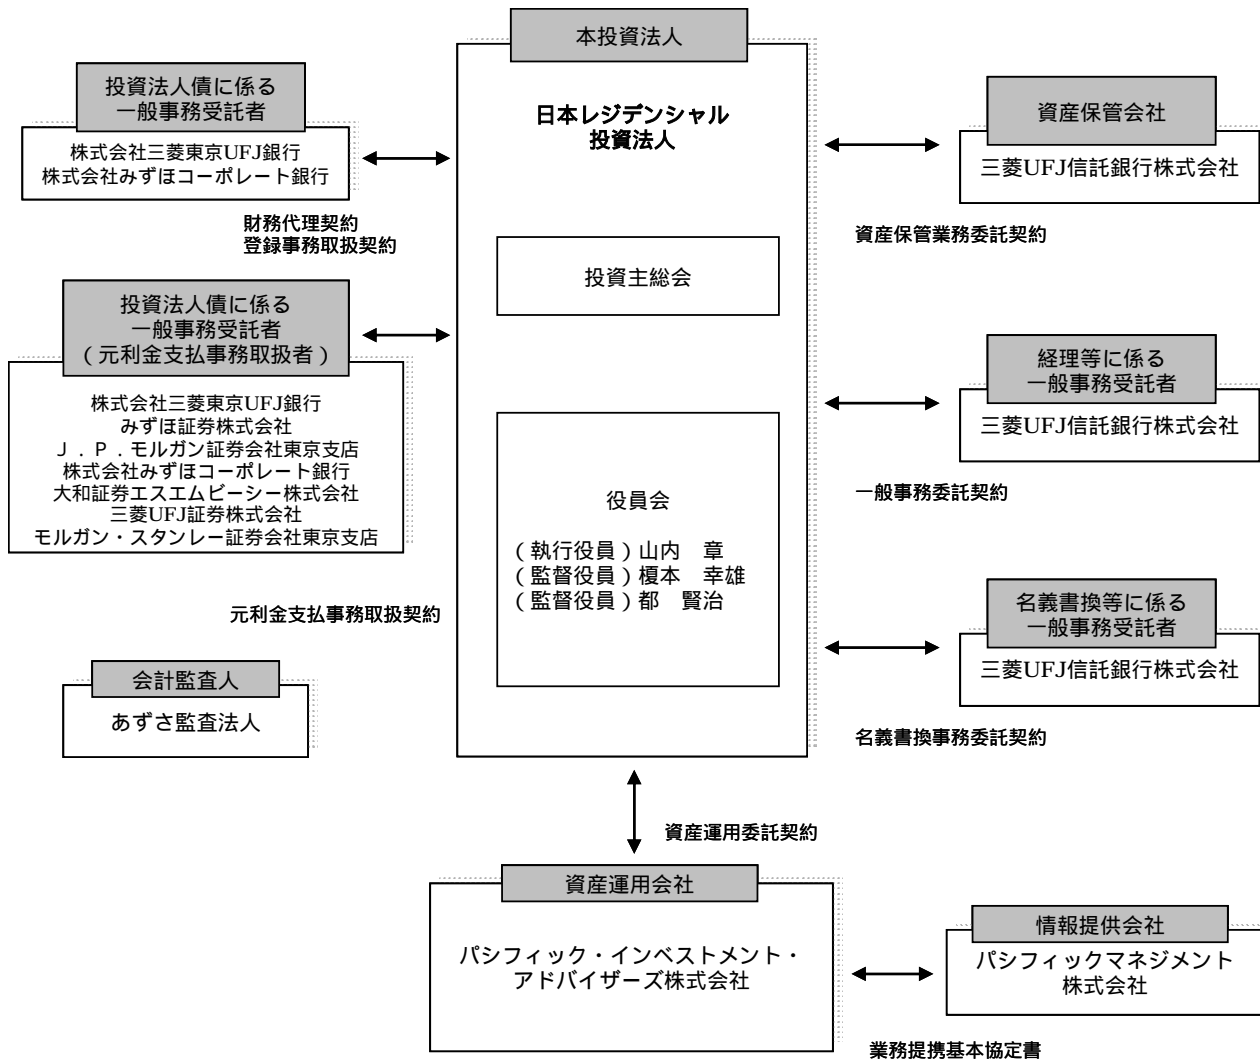 本投資法人
日本レジデンシャル
投資法人
投資主総会
役員会
（執行役員）山内　章
（監督役員）榎本　幸雄
（監督役員）都　賢治
投資法人債に係る
一般事務受託者
株式会社三菱東京UFJ銀行
株式会社みずほコーポレート銀行
財務代理契約
登録事務取扱契約
投資法人債に係る
一般事務受託者
（元利金支払事務取扱者）
株式会社三菱東京UFJ銀行
みずほ証券株式会社
Ｊ．Ｐ．モルガン証券会社東京支店
株式会社みずほコーポレート銀行
大和証券エスエムビーシー株式会社
三菱UFJ証券株式会社
モルガン・スタンレー証券会社東京支店
元利金支払事務取扱契約
会計監査人
あずさ監査法人
資産保管会社
三菱UFJ信託銀行株式会社
資産保管業務委託契約
経理等に係る
一般事務受託者
三菱UFJ信託銀行株式会社
一般事務委託契約
名義書換等に係る
一般事務受託者
三菱UFJ信託銀行株式会社
名義書換事務委託契約
資産運用委託契約
資産運用会社
パシフィック・インベストメント・
アドバイザーズ株式会社
情報提供会社
パシフィックマネジメント
株式会社
業務提携基本協定書